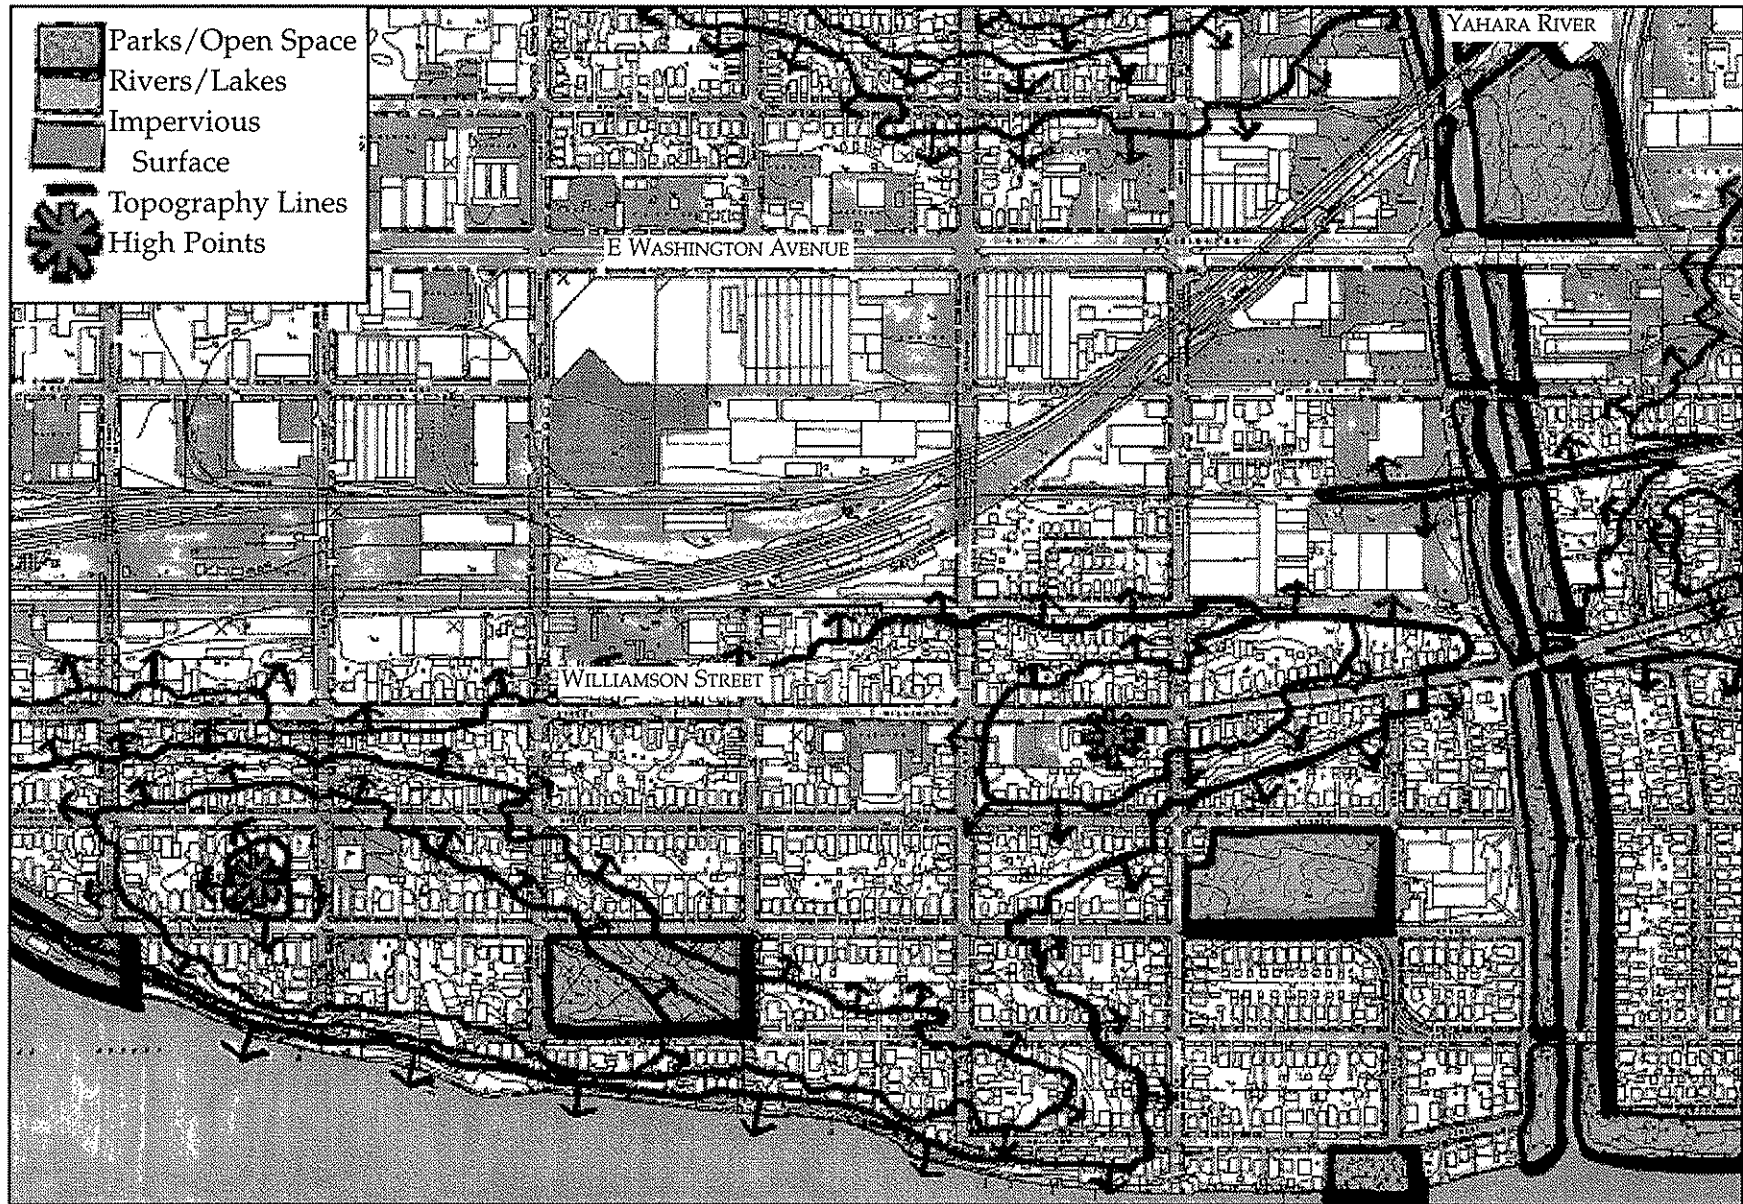 Parks/Open Space
Rivers/Lakes
Impervious
Surface
Topography Lines
High Points
YAHARA RIVER
E WASHINGTON AVENUE
WILLIAMSON STREET